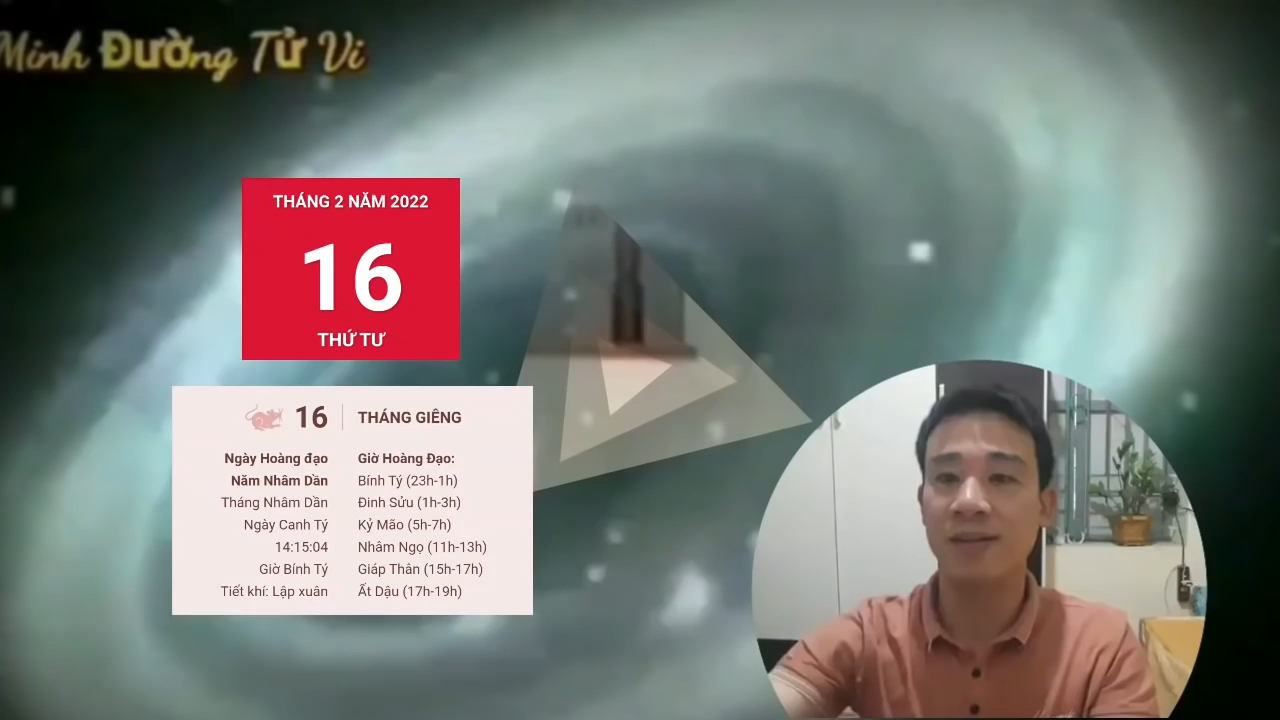 Minh Đường Tử Vi
THÁNG 2 NĂM 2022
16
THỨ TƯ
16 THÁNG GIÊNG
Ngày Hoàng đạo
Năm Nhâm Dần
Tháng Nhâm Dần
Ngày Canh Tý
14:15:04
Giờ Bính Tý
Tiết khí: Lập xuân
Giờ Hoàng Đạo:
Bính Tý (23h-1h)
Đinh Sửu (1h-3h)
Kỷ Mão (5h-7h)
Nhâm Ngọ (11h-13h)
Giáp Thân (15h-17h)
Ất Dậu (17h-19h)